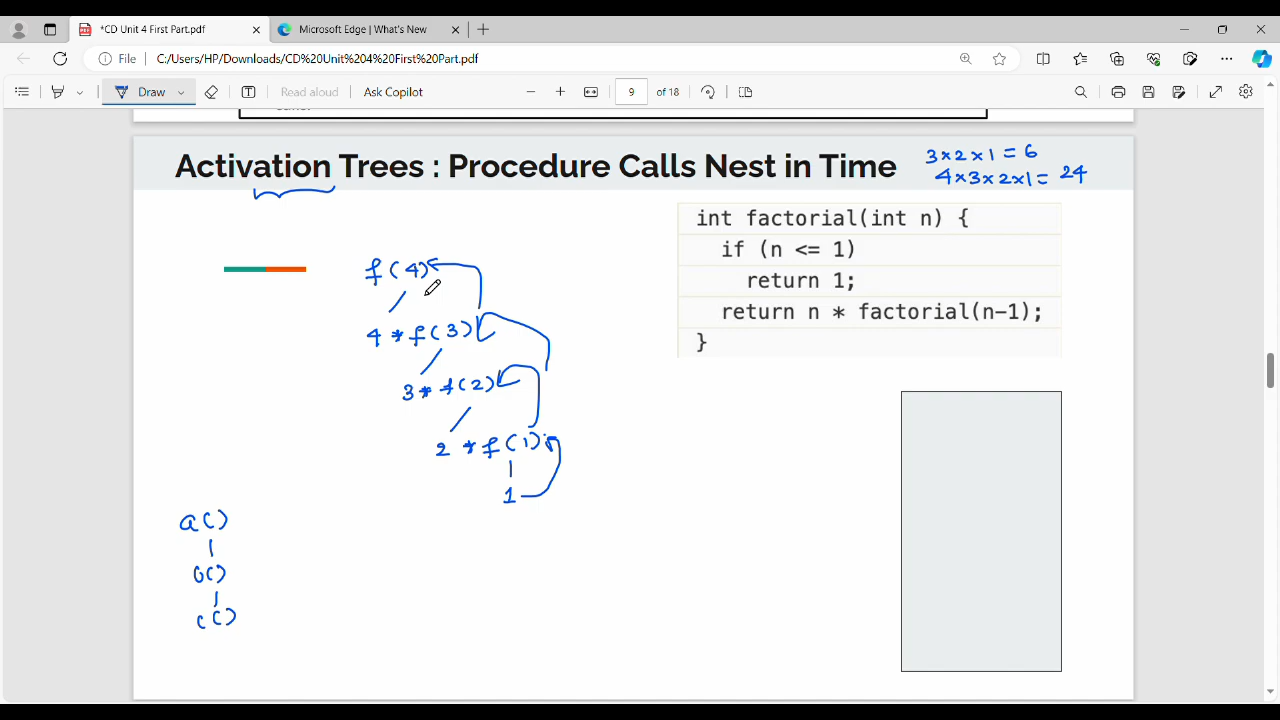 *CD Unit 4 First Part.pdf
Microsoft Edge | What's New
File
C:/Users/HP/Downloads/CD%20Unit%204%20First%20Part.pdf
Draw
Read aloud
Ask Copilot
9
of 18
Activation Trees : Procedure Calls Nest in Time
3×2×1 = 6
4×3×2×1 = 24
int factorial(int n) {
if (n <= 1)
return 1;
return n * factorial(n-1);
}
f(4)
4 * f(3)
3 * f(2)
2 * f(1)
1
a()
b()
c()